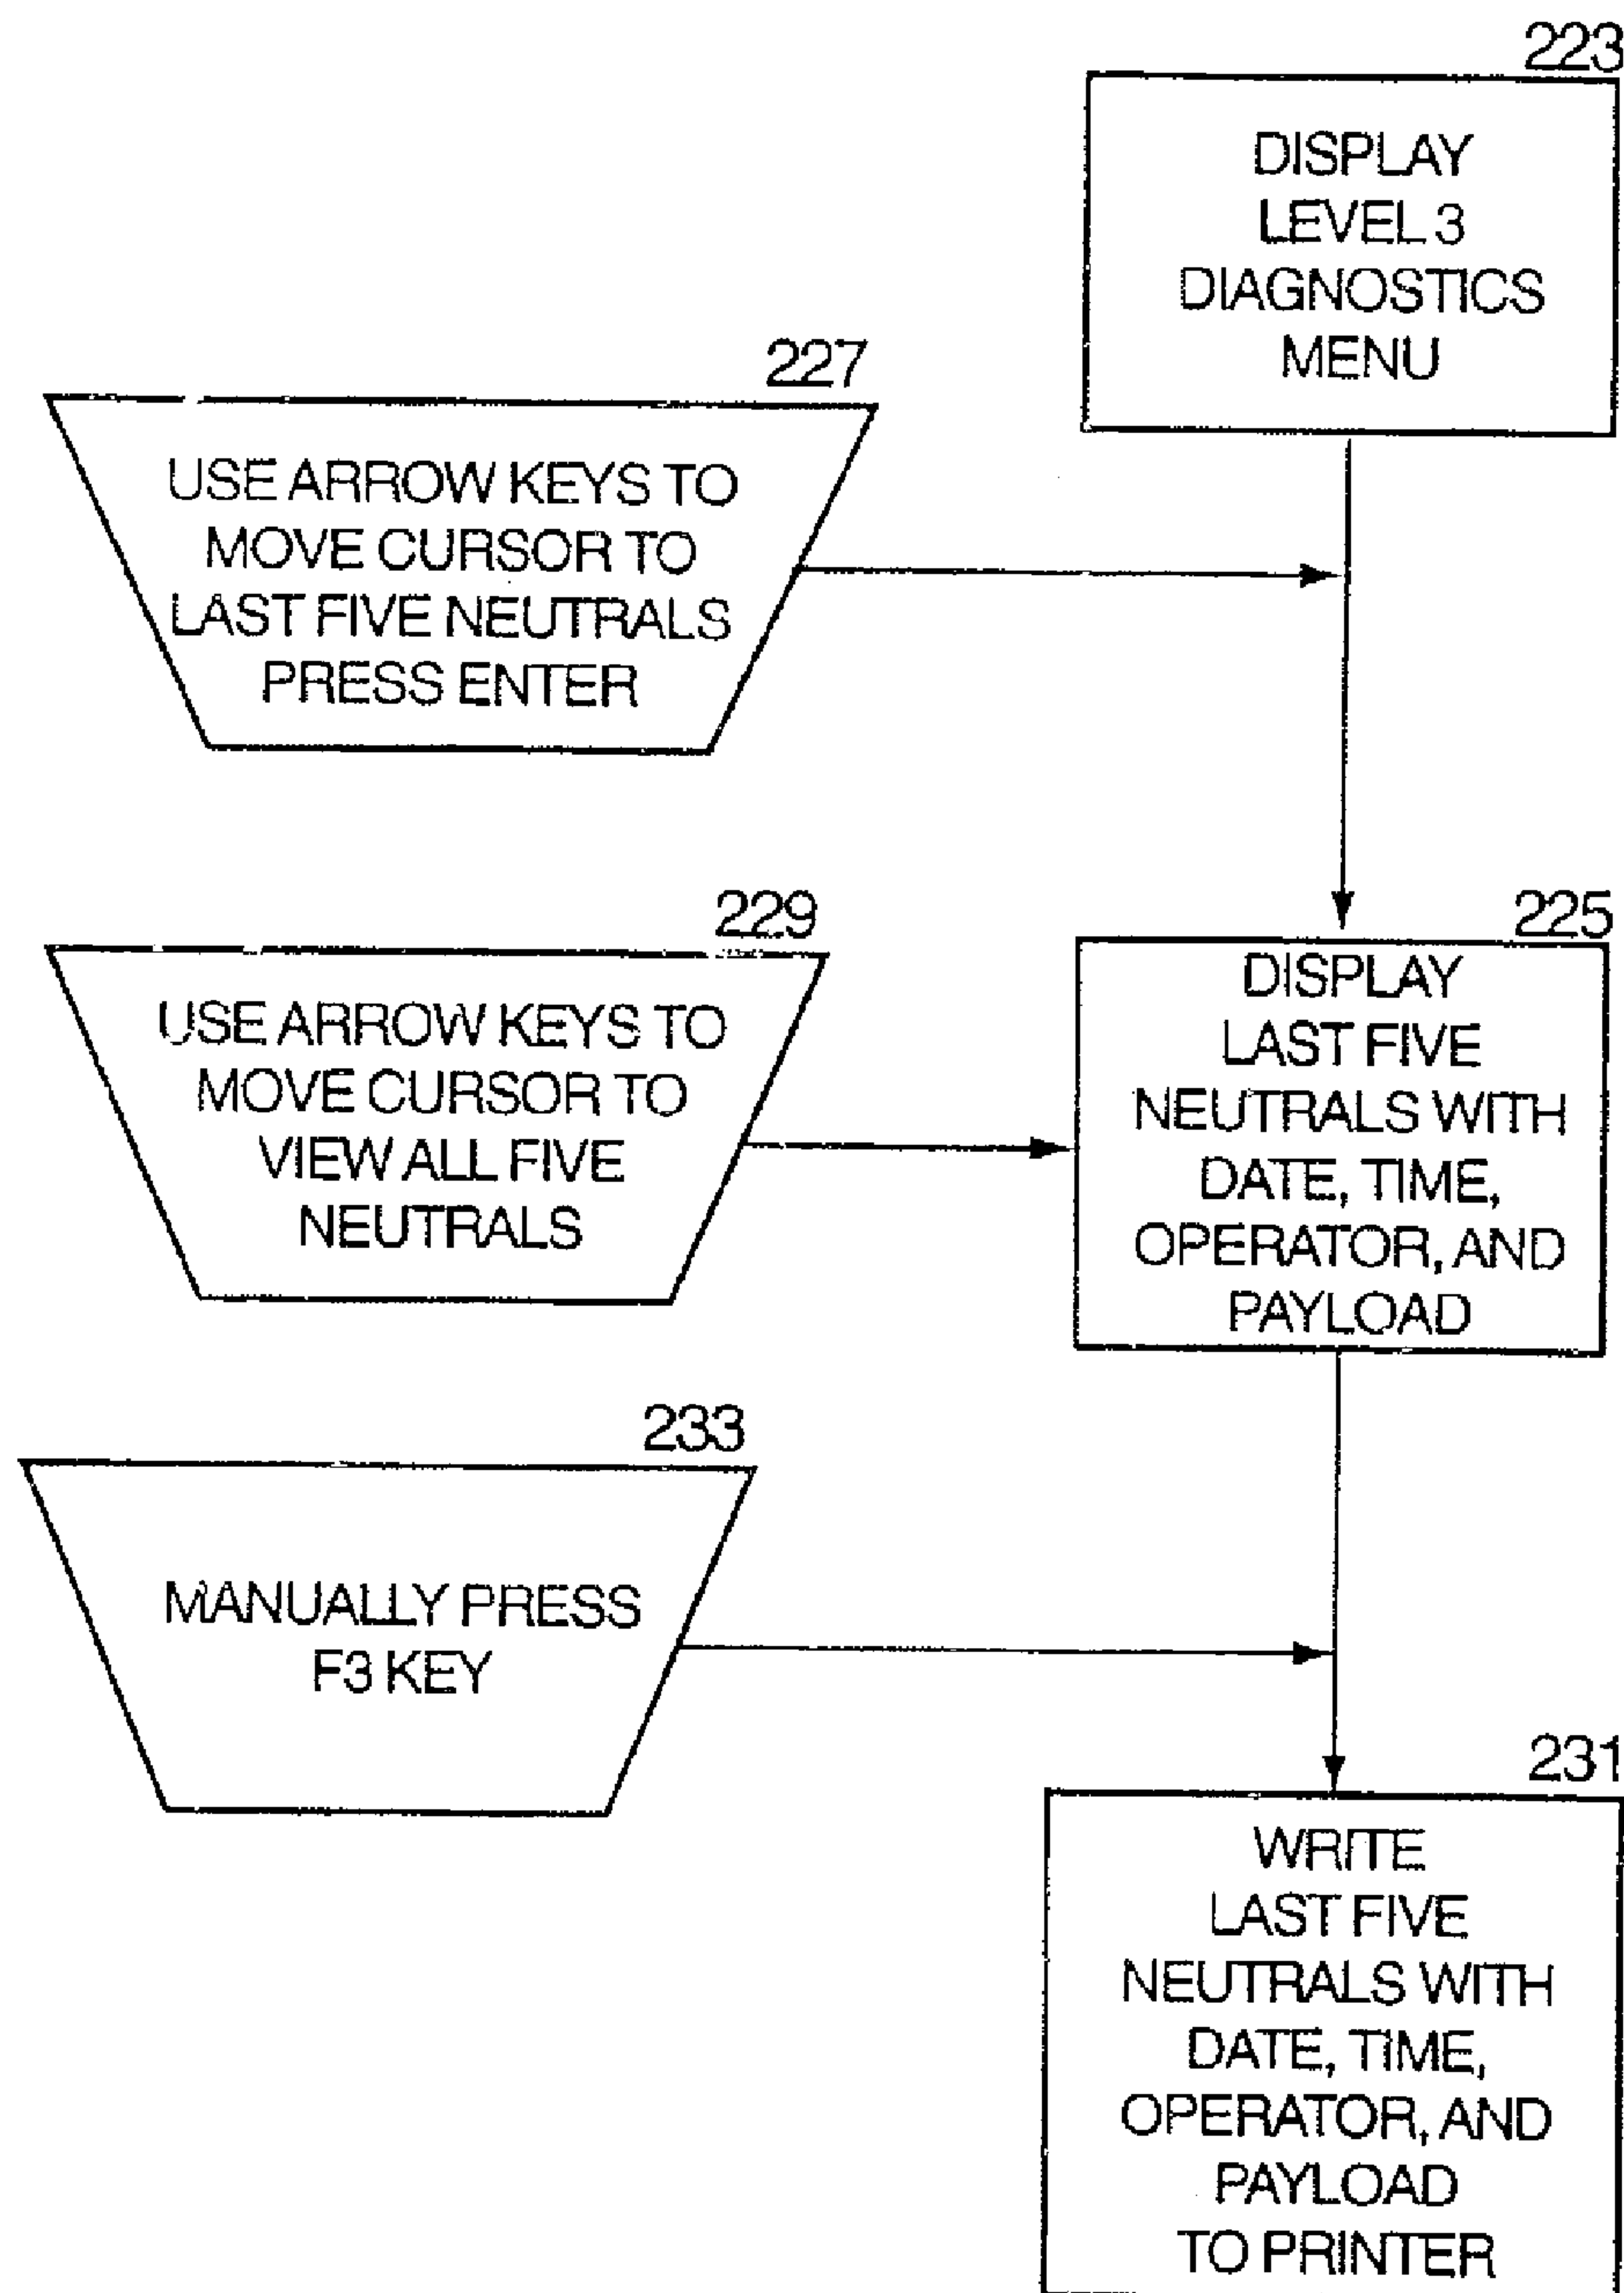 223
DISPLAY
LEVEL 3
DIAGNOSTICS
MENU
227
USE ARROW KEYS TO
MOVE CURSOR TO
LAST FIVE NEUTRALS
PRESS ENTER
229
USE ARROW KEYS TO
MOVE CURSOR TO
VIEW ALL FIVE
NEUTRALS
225
DISPLAY
LAST FIVE
NEUTRALS WITH
DATE, TIME,
OPERATOR, AND
PAYLOAD
233
MANUALLY PRESS
F3 KEY
231
WRITE
LAST FIVE
NEUTRALS WITH
DATE, TIME,
OPERATOR, AND
PAYLOAD
TO PRINTER